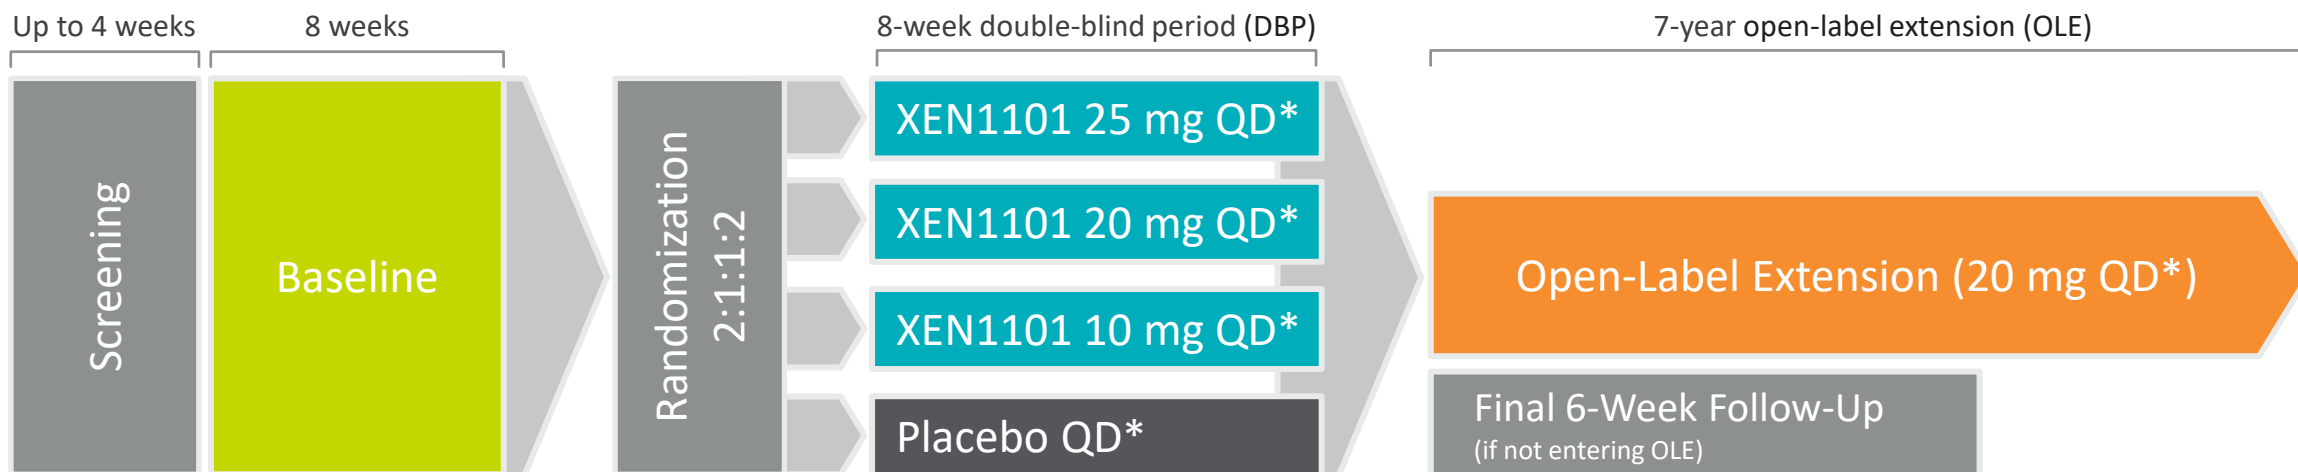 Up to 4 weeks
8 weeks
8-week double-blind period (DBP)
7-year open-label extension (OLE)
Screening
Baseline
Randomization
2:1:1:2
XEN1101 25 mg QD*
XEN1101 20 mg QD*
XEN1101 10 mg QD*
Placebo QD*
Open-Label Extension (20 mg QD*)
Final 6-Week Follow-Up
(if not entering OLE)